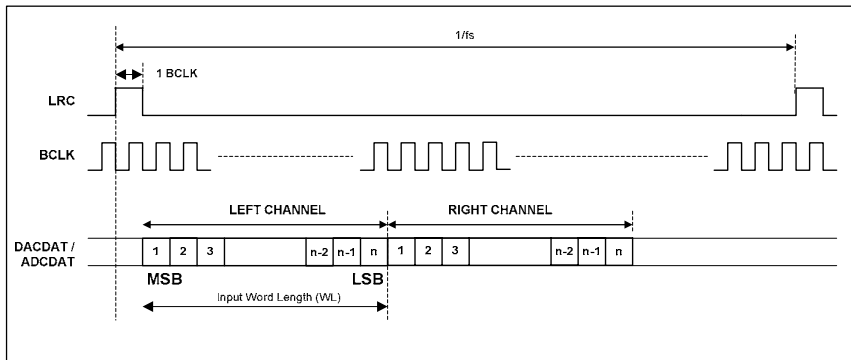 1/fs
1 BCLK
LRC
BCLK
LEFT CHANNEL
RIGHT CHANNEL
DACDAT /
ADCDAT
1 2 3 n-2 n-1 n 1 2 3 n-2 n-1 n
MSB LSB
Input Word Length (WL)